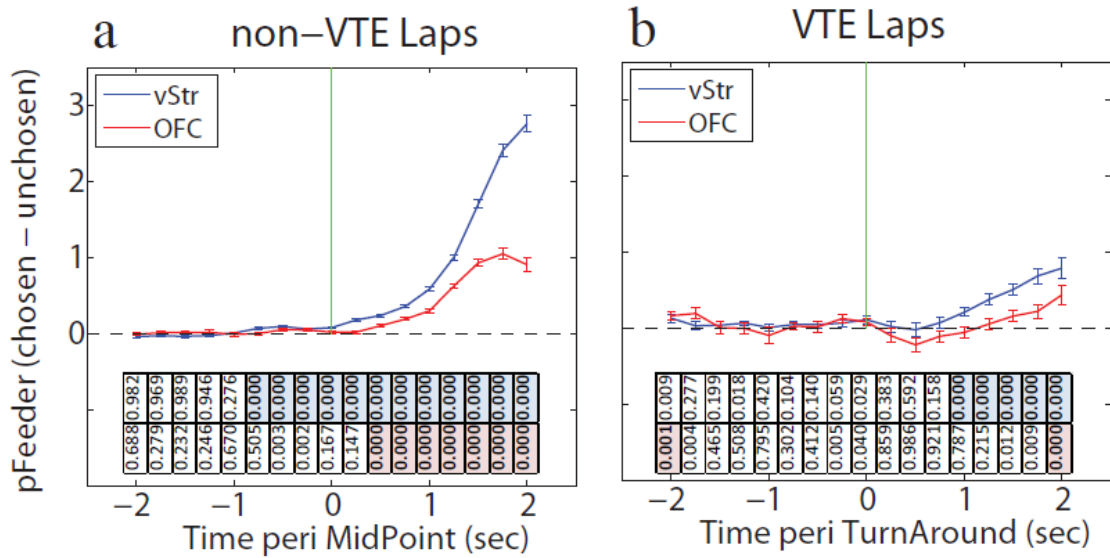 a non−VTE Laps
pFeeder (chosen − unchosen)
vStr
OFC
3
2
1
0
0.982 0.969 0.989 0.946 0.276 0.000 0.000 0.000 0.000 0.000 0.000 0.000 0.000 0.000 0.000 0.000 0.000
0.688 0.279 0.232 0.246 0.670 0.505 0.003 0.002 0.167 0.147 0.000 0.000 0.000 0.000 0.000 0.000 0.000
−2 −1 0 1 2
Time peri MidPoint (sec)
b VTE Laps
vStr
OFC
0.009 0.277 0.199 0.018 0.420 0.104 0.140 0.059 0.029 0.383 0.592 0.158 0.000 0.000 0.000 0.000 0.000
0.001 0.004 0.465 0.508 0.795 0.302 0.412 0.005 0.040 0.859 0.986 0.921 0.787 0.215 0.012 0.009 0.000
−2 −1 0 1 2
Time peri TurnAround (sec)